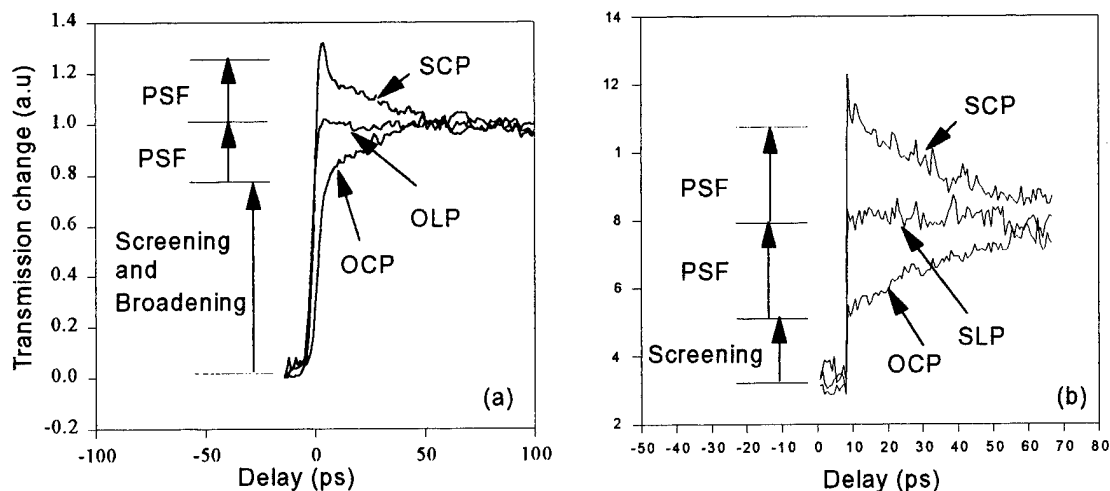 1.4
1.2
1.0
0.8
0.6
0.4
0.2
0.0
-0.2
Transmission change (a.u)
PSF
PSF
Screening
and
Broadening
SCP
OLP
OCP
(a)
-100
-50
0
50
100
Delay (ps)
14
12
10
8
6
4
2
PSF
PSF
Screening
SCP
SLP
OCP
(b)
-50
-40
-30
-20
-10
0
10
20
30
40
50
60
70
80
Delay (ps)